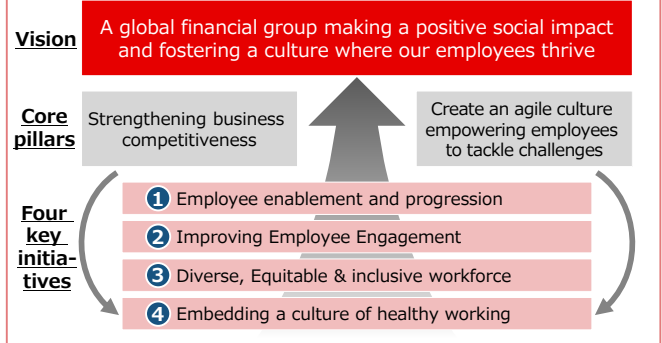 Vision
A global financial group making a positive social impact
and fostering a culture where our employees thrive
Core
pillars
Strengthening business
competitiveness
Create an agile culture
empowering employees
to tackle challenges
Four
key
initia-
tives
1 Employee enablement and progression
2 Improving Employee Engagement
3 Diverse, Equitable & inclusive workforce
4 Embedding a culture of healthy working